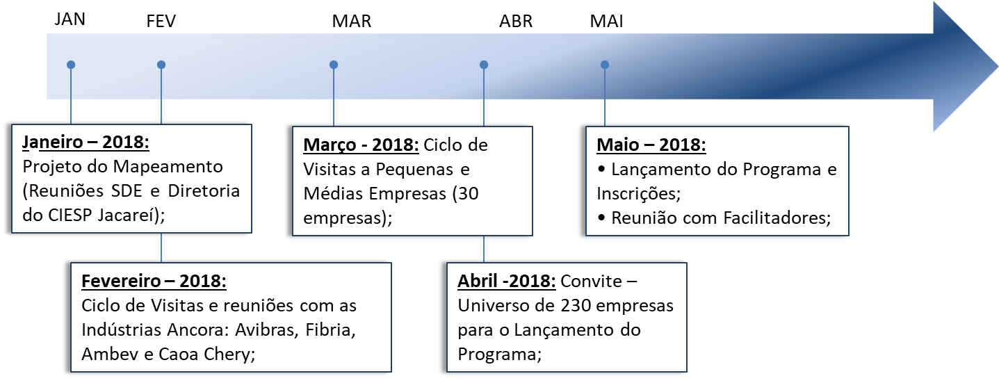 JAN
FEV
MAR
ABR
MAI
Janeiro – 2018:
Projeto do Mapeamento
(Reuniões SDE e Diretoria
do CIESP Jacareí);
Fevereiro – 2018:
Ciclo de Visitas e reuniões com as
Indústrias Ancora: Avibras, Fibria,
Ambev e Caoa Chery;
Março - 2018: Ciclo de
Visitas a Pequenas e
Médias Empresas (30
empresas);
Abril -2018: Convite –
Universo de 230 empresas
para o Lançamento do
Programa;
Maio – 2018:
• Lançamento do Programa e
Inscrições;
• Reunião com Facilitadores;